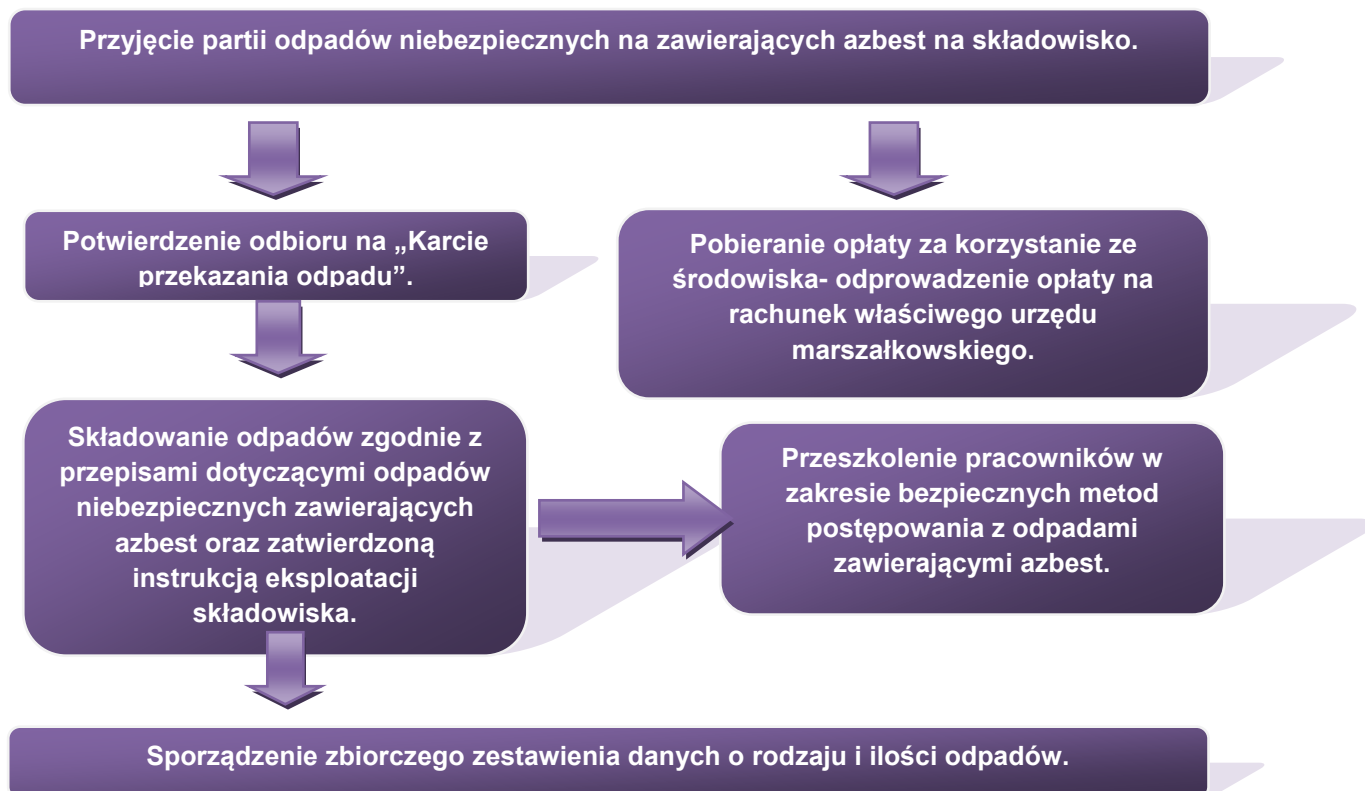 Przyjęcie partii odpadów niebezpiecznych na zawierających azbest na składowisko.
Potwierdzenie odbioru na „Karcie
przekazania odpadu”.
Pobieranie opłaty za korzystanie ze
środowiska- odprowadzenie opłaty na
rachunek właściwego urzędu
marszałkowskiego.
Składowanie odpadów zgodnie z
przepisami dotyczącymi odpadów
niebezpiecznych zawierających
azbest oraz zatwierdzoną
instrukcją eksploatacji
składowiska.
Przeszkolenie pracowników w
zakresie bezpiecznych metod
postępowania z odpadami
zawierającymi azbest.
Sporządzenie zbiorczego zestawienia danych o rodzaju i ilości odpadów.